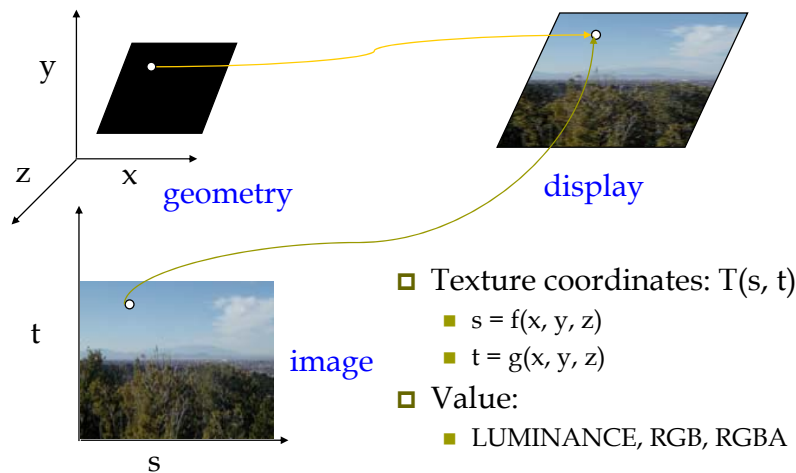 y
z
x
geometry
display
t
image
s
Texture coordinates: T(s, t)
s = f(x, y, z)
t = g(x, y, z)
Value:
LUMINANCE, RGB, RGBA